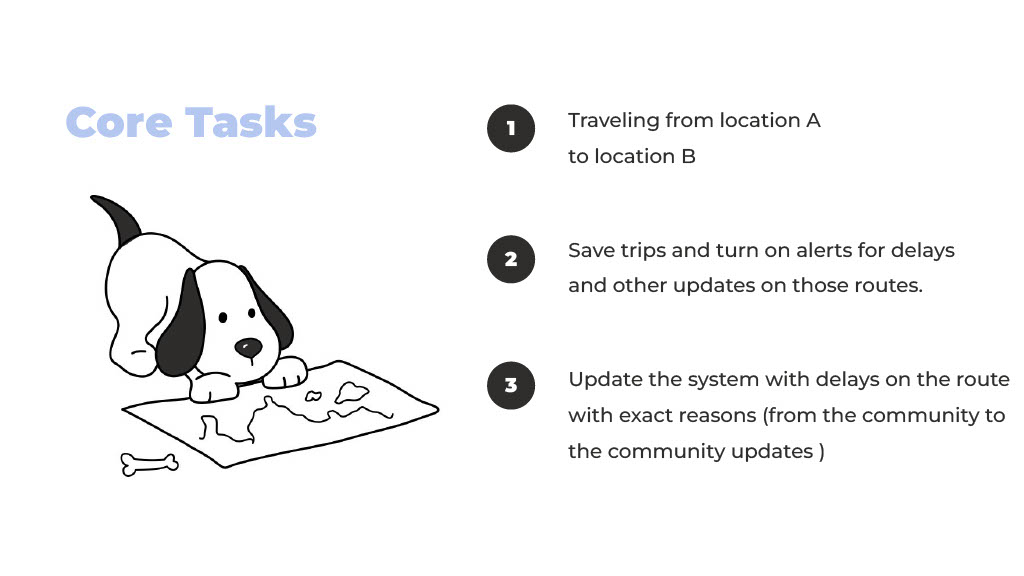 Core Tasks
1
Traveling from location A
to location B
2
Save trips and turn on alerts for delays
and other updates on those routes.
3
Update the system with delays on the route
with exact reasons (from the community to
the community updates )